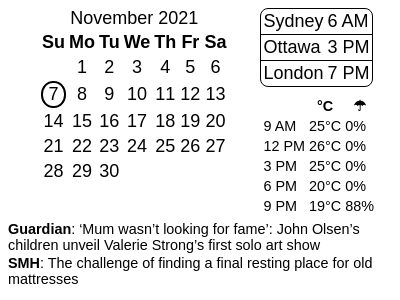 November 2021
Su Mo Tu We Th Fr Sa
1 2 3 4 5 6
7 8 9 10 11 12 13
14 15 16 17 18 19 20
21 22 23 24 25 26 27
28 29 30
Sydney 6 AM
Ottawa 3 PM
London 7 PM
°C ☂
9 AM 25°C 0%
12 PM 26°C 0%
3 PM 25°C 0%
6 PM 20°C 0%
9 PM 19°C 88%
Guardian: ‘Mum wasn’t looking for fame’: John Olsen’s
children unveil Valerie Strong’s first solo art show
SMH: The challenge of finding a final resting place for old
mattresses